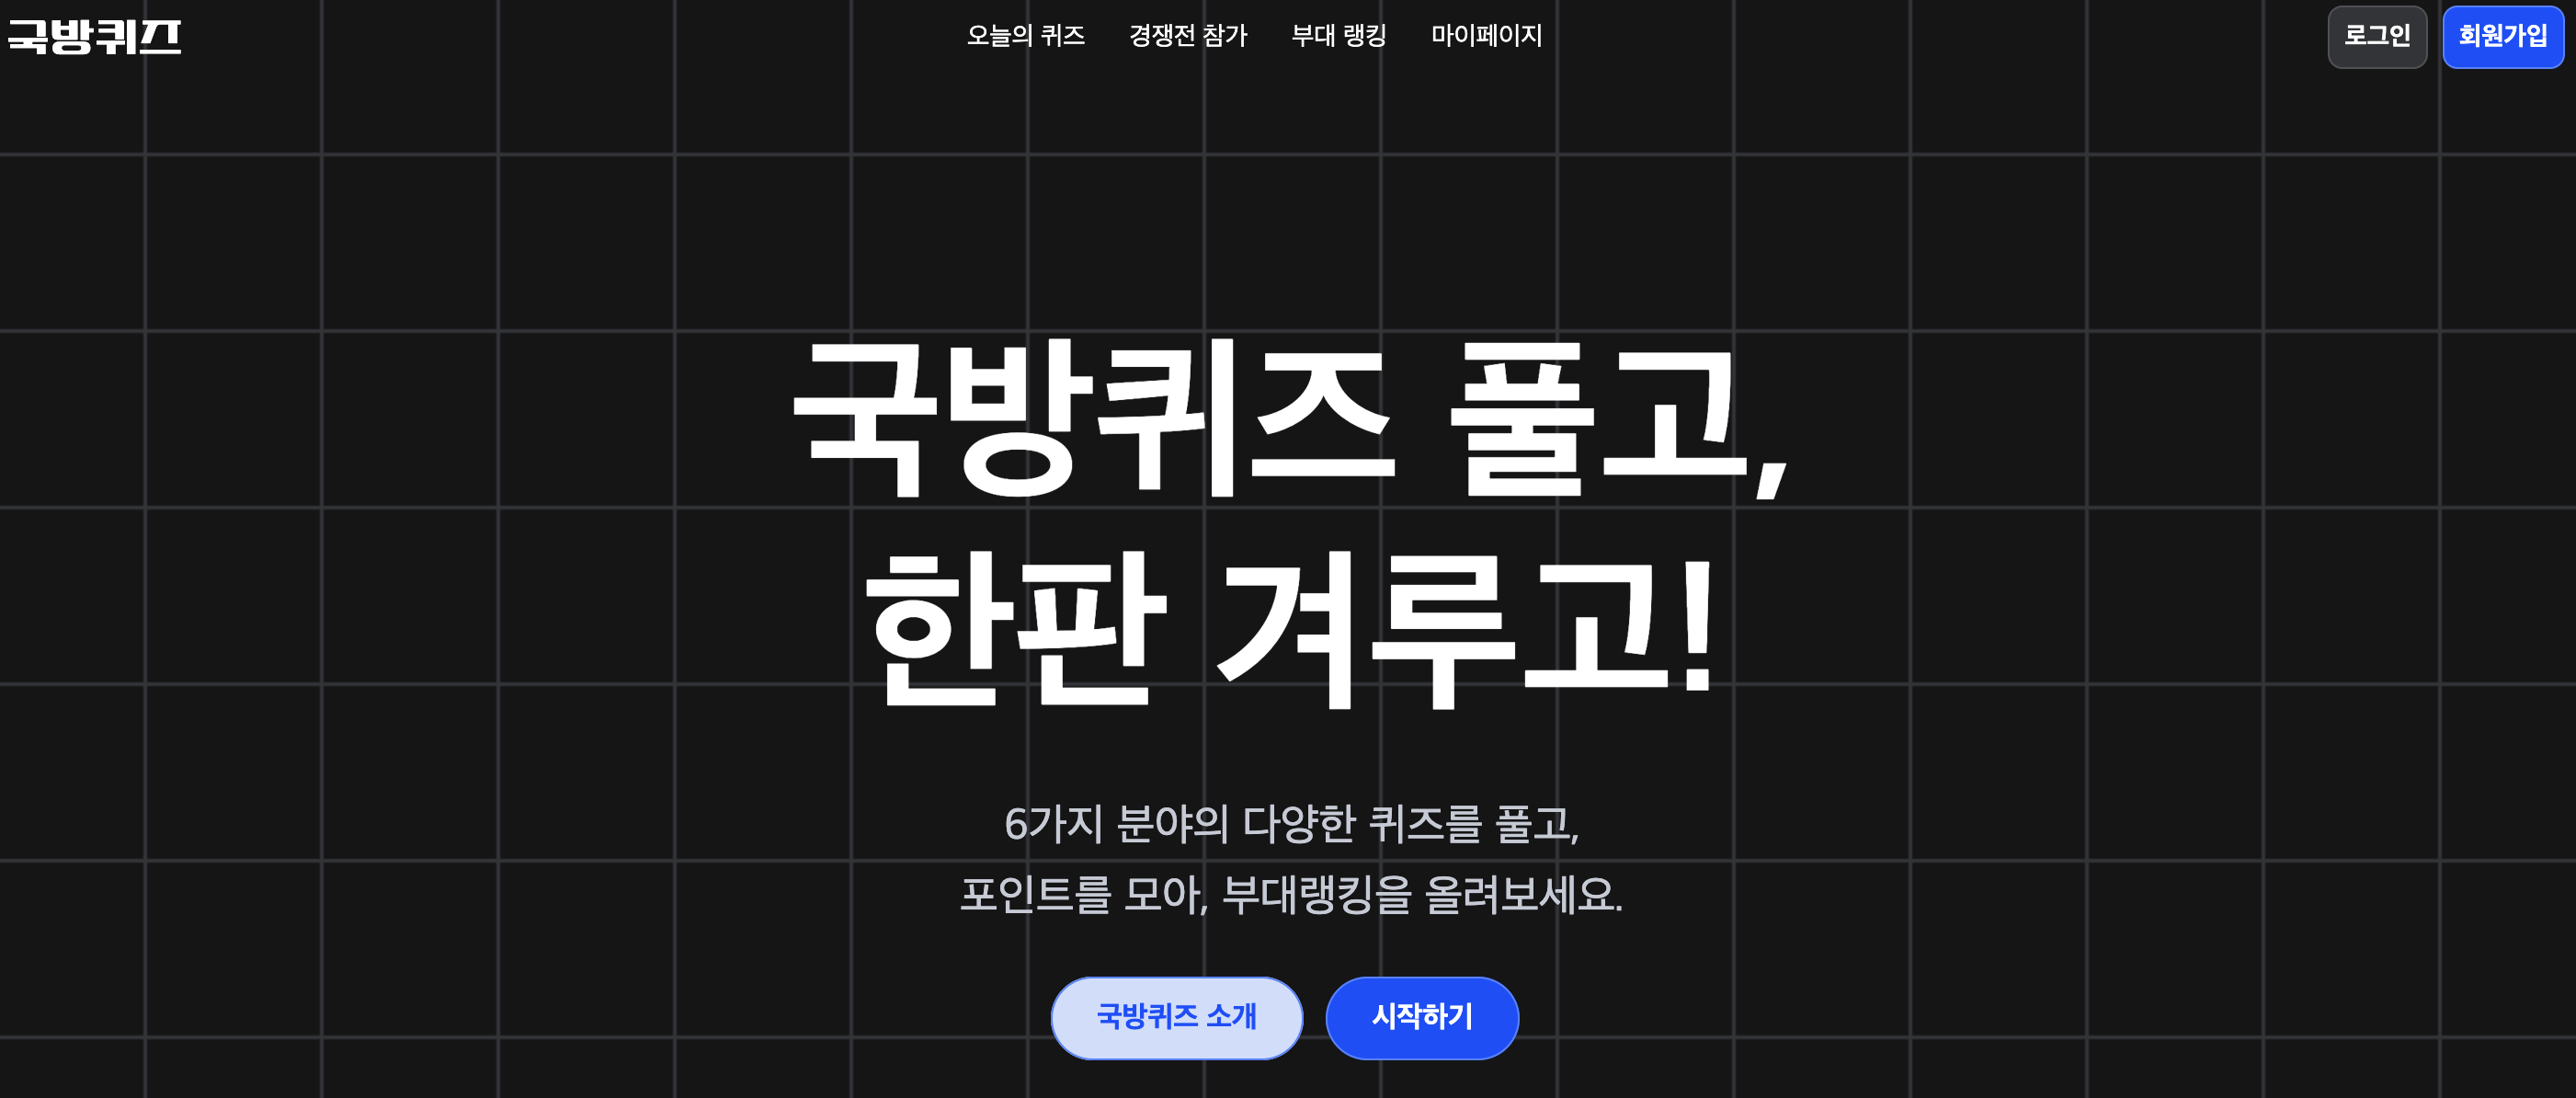 국방퀴즈 오늘의 퀴즈 경쟁전 참가 부대 랭킹 마이페이지 로그인 회원가입
국방퀴즈 풀고,
한판 겨루고!
6가지 분야의 다양한 퀴즈를 풀고,
포인트를 모아, 부대랭킹을 올려보세요.
국방퀴즈 소개 시작하기